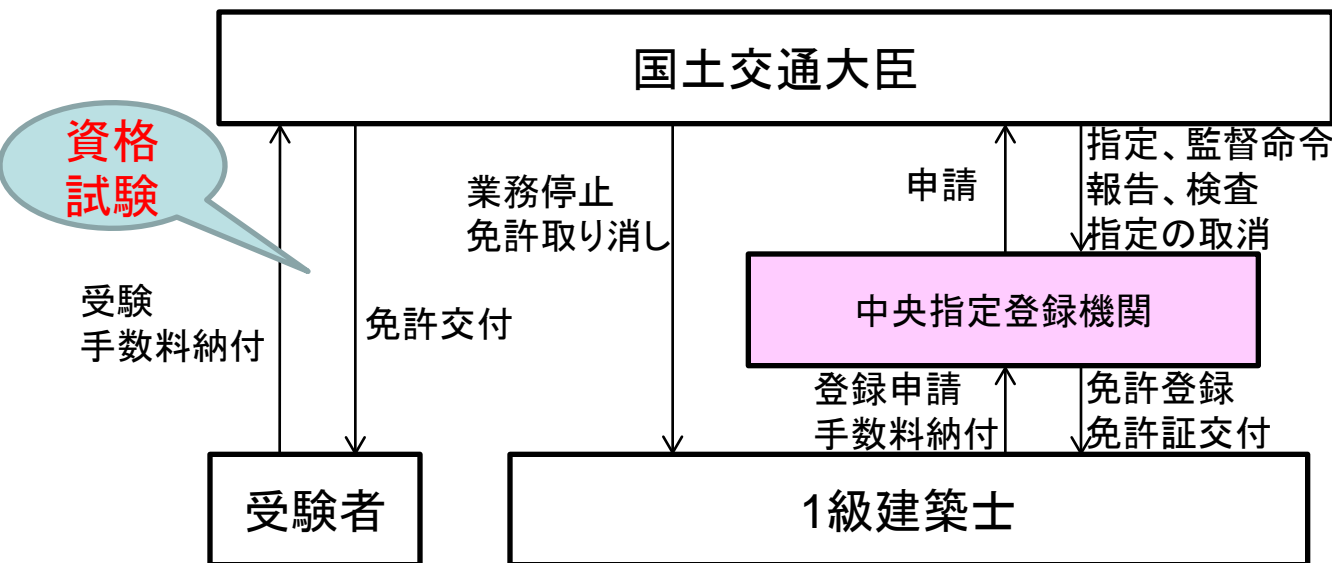 国土交通大臣
資格
試験
受験
手数料納付
免許交付
業務停止
免許取り消し
申請
指定、監督命令
報告、検査
指定の取消
中央指定登録機関
登録申請
手数料納付
免許登録
免許証交付
受験者
1級建築士